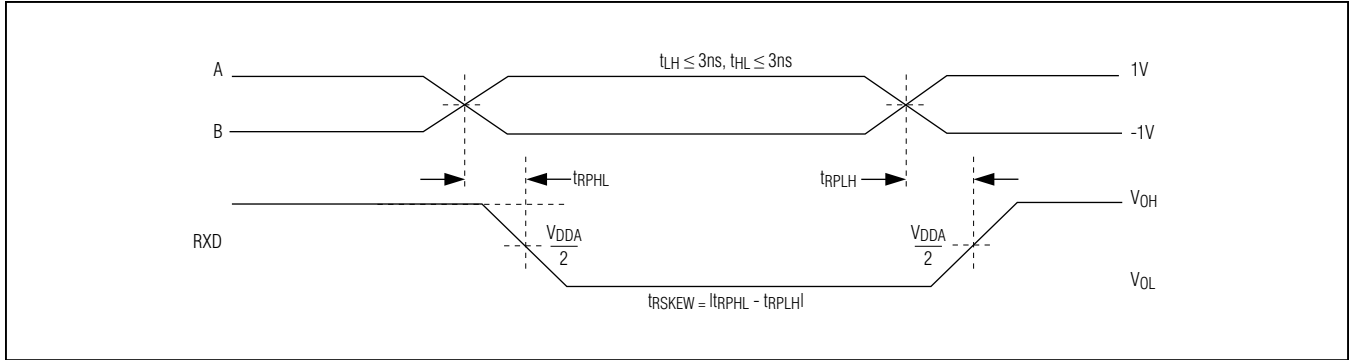 A
tLH ≤ 3ns, tHL ≤ 3ns
1V
B
-1V
tRPHL
tRPLH
VOH
RXD
VDDA
2
VDDA
2
VOL
tRSKEW = |tRPHL - tRPLH|